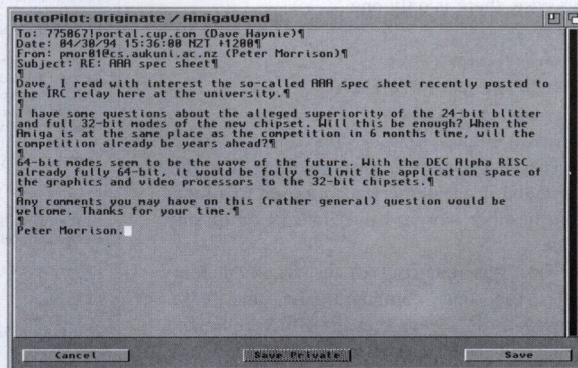 AutoPilot: Originate / AmigaVend
To: 775067!portal.cup.com (Dave Haynie)¶
Date: 04/30/94 15:36:00 NZT +1200¶
From: pmor01@cs.aukuni.ac.nz (Peter Morrison)¶
Subject: RE: AAA spec sheet¶
¶
Dave, I read with interest the so-called AAA spec sheet recently posted to
the IRC relay here at the university.¶
¶
I have some questions about the alleged superiority of the 24-bit blitter
and full 32-bit modes of the new chipset. Will this be enough? When the
Amiga is at the same place as the competition in 6 months time, will the
competition already be years ahead?¶
¶
64-bit modes seem to be the wave of the future. With the DEC Alpha RISC
already fully 64-bit, it would be folly to limit the application space of
the graphics and video processors to the 32-bit chipsets.¶
¶
Any comments you may have on this (rather general) question would be
welcome. Thanks for your time.¶
¶
Peter Morrison.
Cancel
Save Private
Save